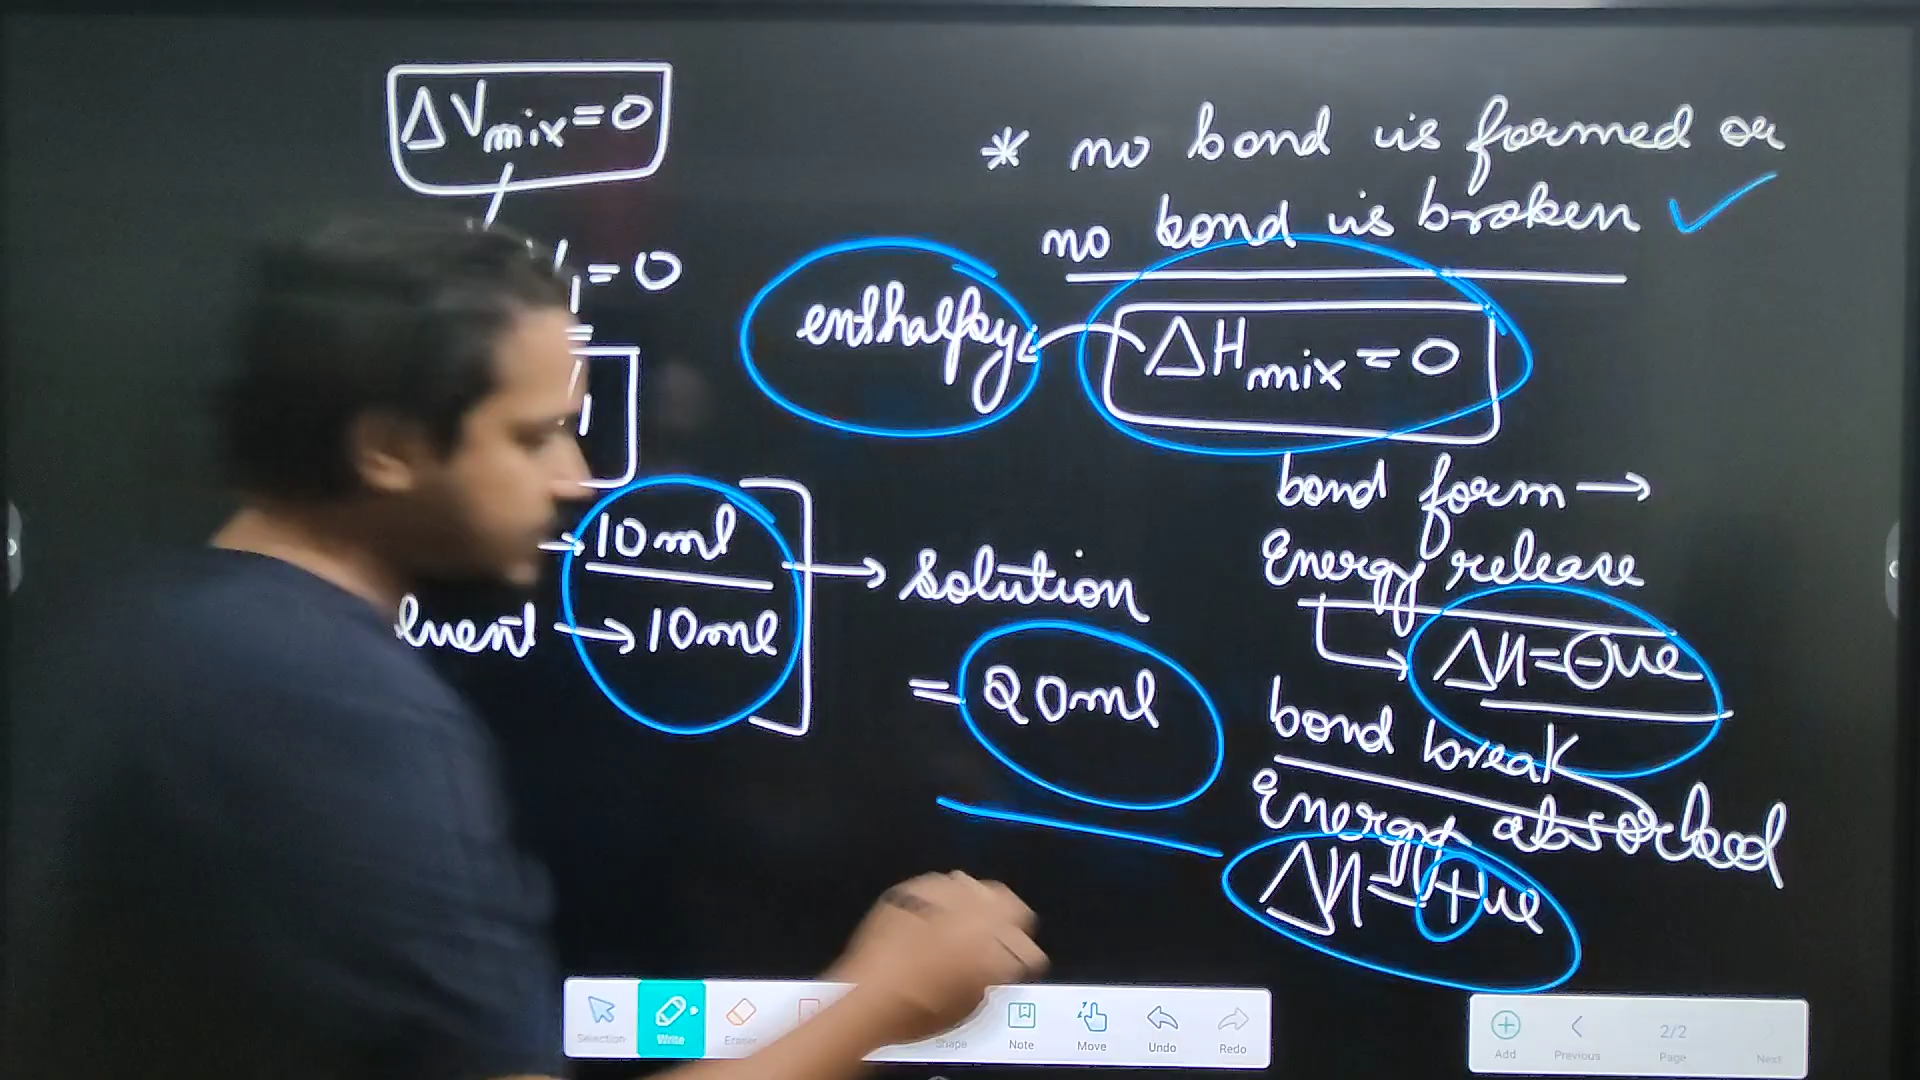 ΔVmix=0
* no bond is formed or
no bond is broken ✓
1=0
enthalpy
ΔHmix=0
bond form →
Energy release
ΔH=⊖ve
10ml
→ 10ml
→ solution
= 20ml
bond break
Energy absorbed
ΔH=+ve
Selection
Write
Eraser
Shape
Note
Move
Undo
Redo
Add
Previous
2/2
Page
Next